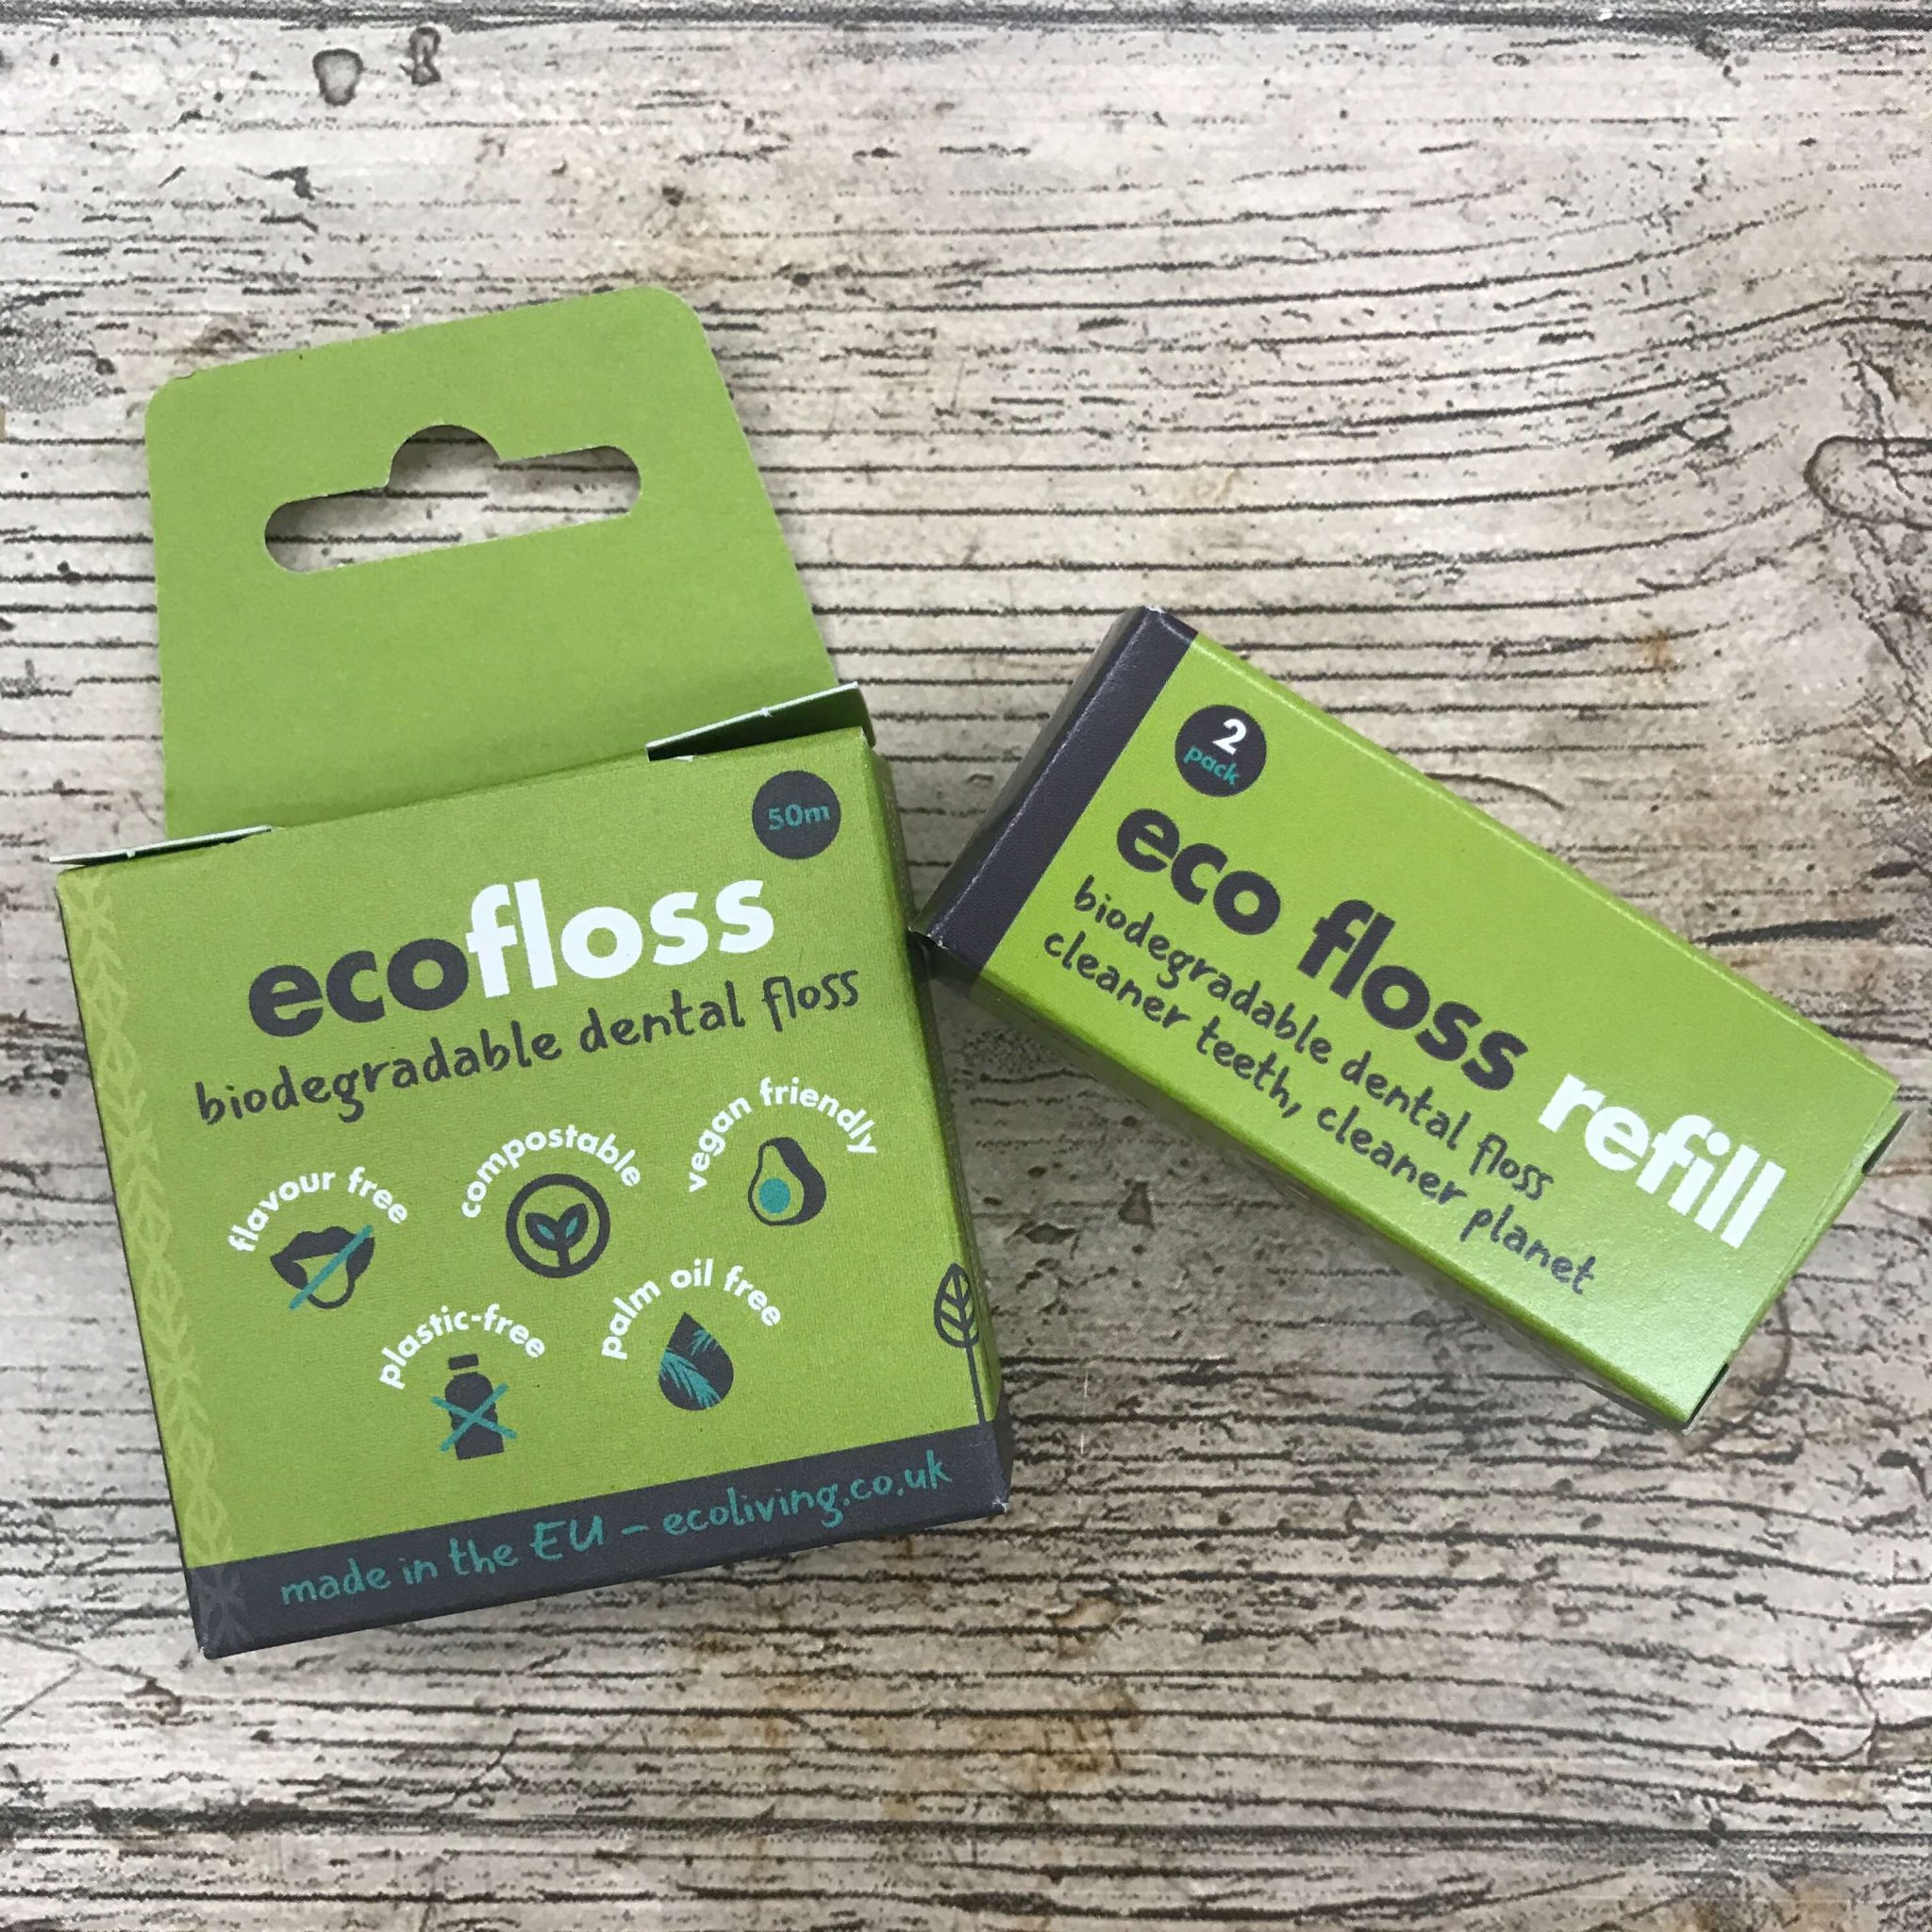 50m
ecofloss
biodegradable dental floss
flavour free
compostable
vegan friendly
plastic-free
palm oil free
made in the EU – ecoliving.co.uk
2
pack
eco floss refill
biodegradable dental floss
cleaner teeth, cleaner planet